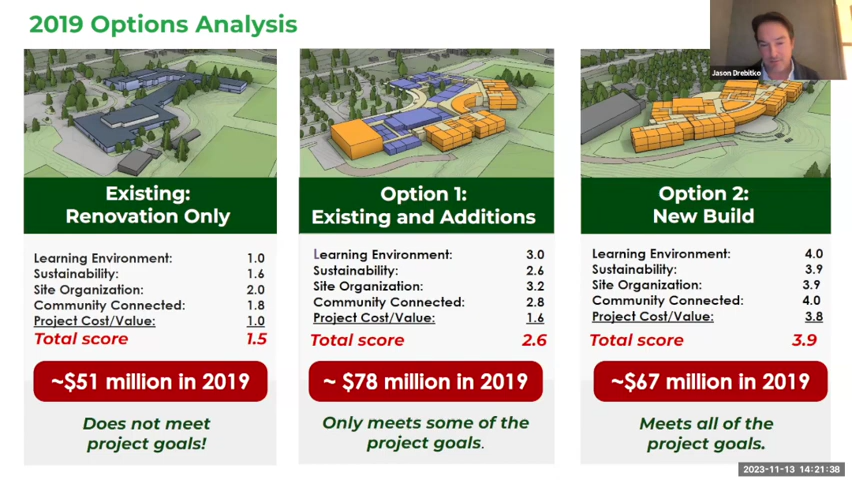 2019 Options Analysis
Jason Drebitko
Existing:
Renovation Only
Learning Environment: 1.0
Sustainability: 1.6
Site Organization: 2.0
Community Connected: 1.8
Project Cost/Value: 1.0
Total score 1.5
~$51 million in 2019
Does not meet
project goals!
Option 1:
Existing and Additions
Learning Environment: 3.0
Sustainability: 2.6
Site Organization: 3.2
Community Connected: 2.8
Project Cost/Value: 1.6
Total score 2.6
~ $78 million in 2019
Only meets some of the
project goals.
Option 2:
New Build
Learning Environment: 4.0
Sustainability: 3.9
Site Organization: 3.9
Community Connected: 4.0
Project Cost/Value: 3.8
Total score 3.9
~$67 million in 2019
Meets all of the
project goals.
2023-11-13 14:21:38